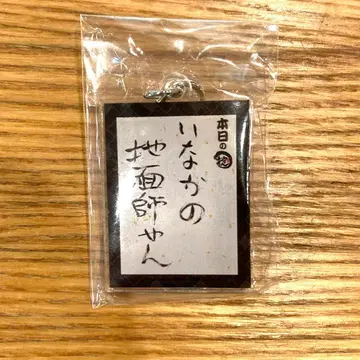 本日の
いなかの
地面師やん